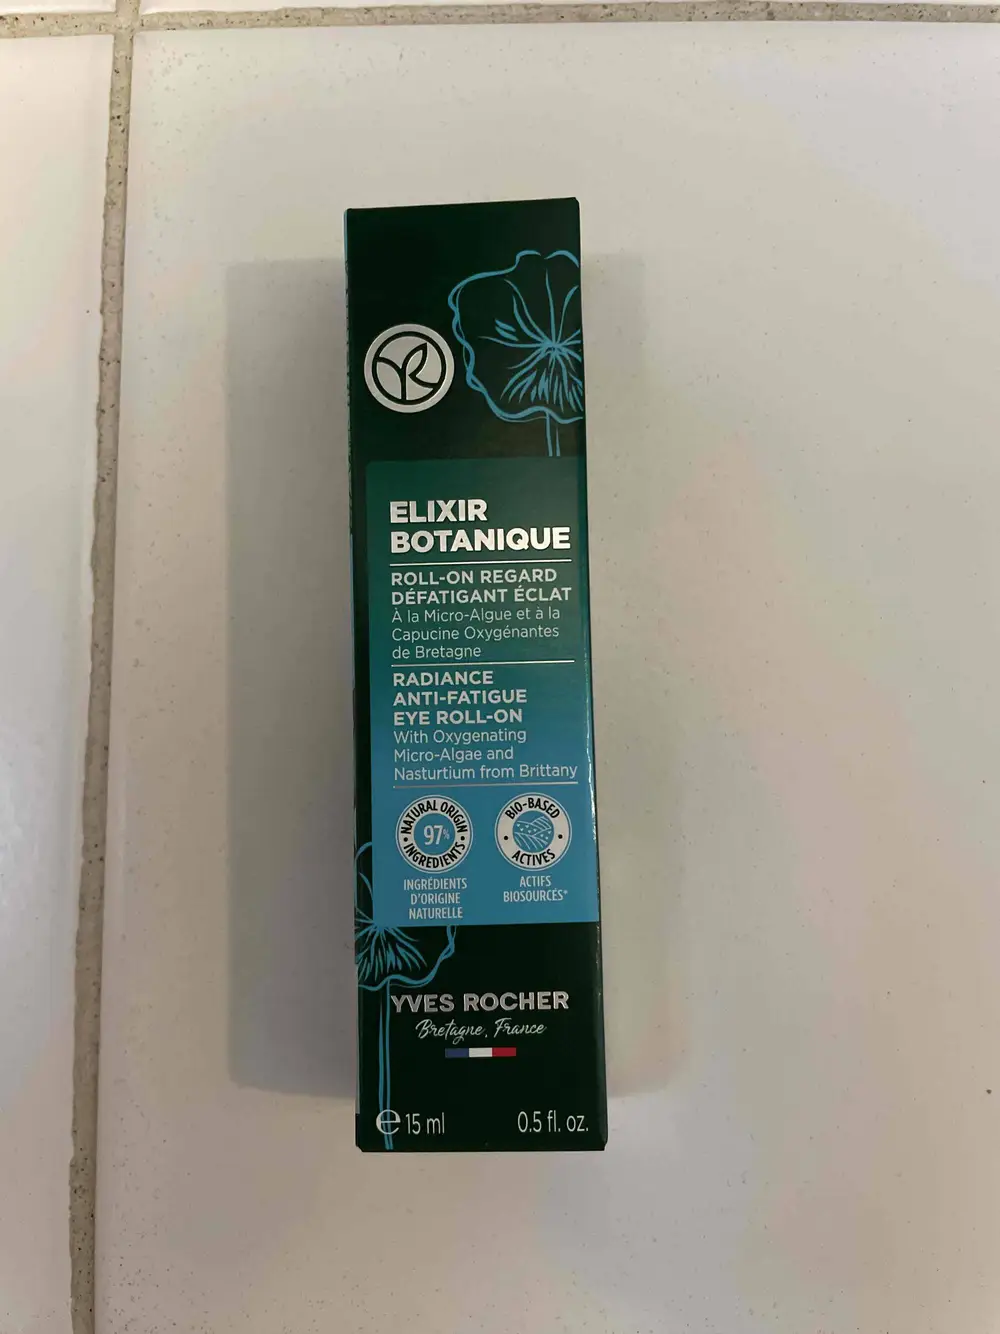 ELIXIR
BOTANIQUE
ROLL-ON REGARD
DÉFATIGANT ÉCLAT
À la Micro-Algue et à la
Capucine Oxygénantes
de Bretagne
RADIANCE
ANTI-FATIGUE
EYE ROLL-ON
With Oxygenating
Micro-Algae and
Nasturtium from Brittany
NATURAL ORIGIN
97%
INGREDIENTS
INGRÉDIENTS
D'ORIGINE
NATURELLE
BIO-BASED
ACTIVES
ACTIFS
BIOSOURCÉS*
YVES ROCHER
Bretagne, France
℮ 15 ml 0.5 fl. oz.